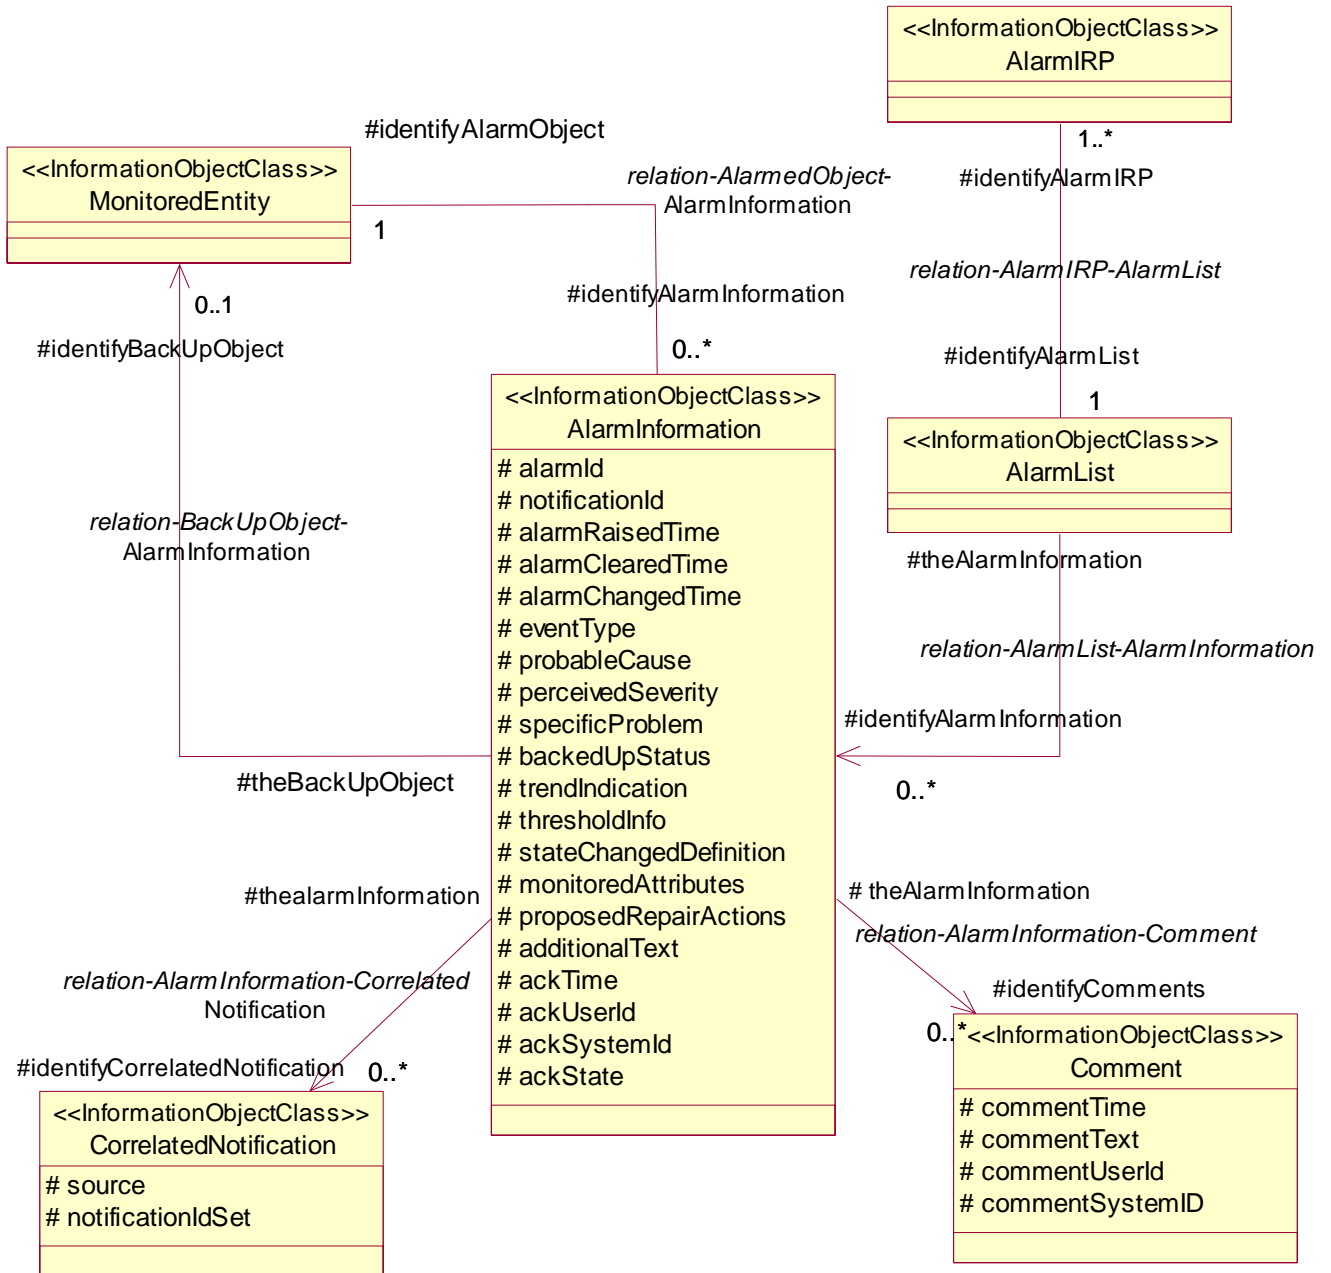 <<InformationObjectClass>>
AlarmIRP
#identifyAlarmObject
1..*
<<InformationObjectClass>>
MonitoredEntity
relation-AlarmedObject-
AlarmInformation
#identifyAlarmIRP
1
relation-AlarmIRP-AlarmList
#identifyAlarmInformation
0..1
#identifyBackUpObject
0..*
#identifyAlarmList
1
<<InformationObjectClass>>
AlarmInformation
# alarmId
# notificationId
# alarmRaisedTime
# alarmClearedTime
# alarmChangedTime
# eventType
# probableCause
# perceivedSeverity
# specificProblem
# backedUpStatus
# trendIndication
# thresholdInfo
# stateChangedDefinition
# monitoredAttributes
# proposedRepairActions
# additionalText
# ackTime
# ackUserId
# ackSystemId
# ackState
<<InformationObjectClass>>
AlarmList
relation-BackUpObject-
AlarmInformation
#theAlarmInformation
relation-AlarmList-AlarmInformation
#identifyAlarmInformation
0..*
#theBackUpObject
#thealarmInformation
# theAlarmInformation
relation-AlarmInformation-Comment
relation-AlarmInformation-Correlated
Notification
#identifyComments
0..*
#identifyCorrelatedNotification
0..*
<<InformationObjectClass>>
Comment
# commentTime
# commentText
# commentUserId
# commentSystemID
<<InformationObjectClass>>
CorrelatedNotification
# source
# notificationIdSet